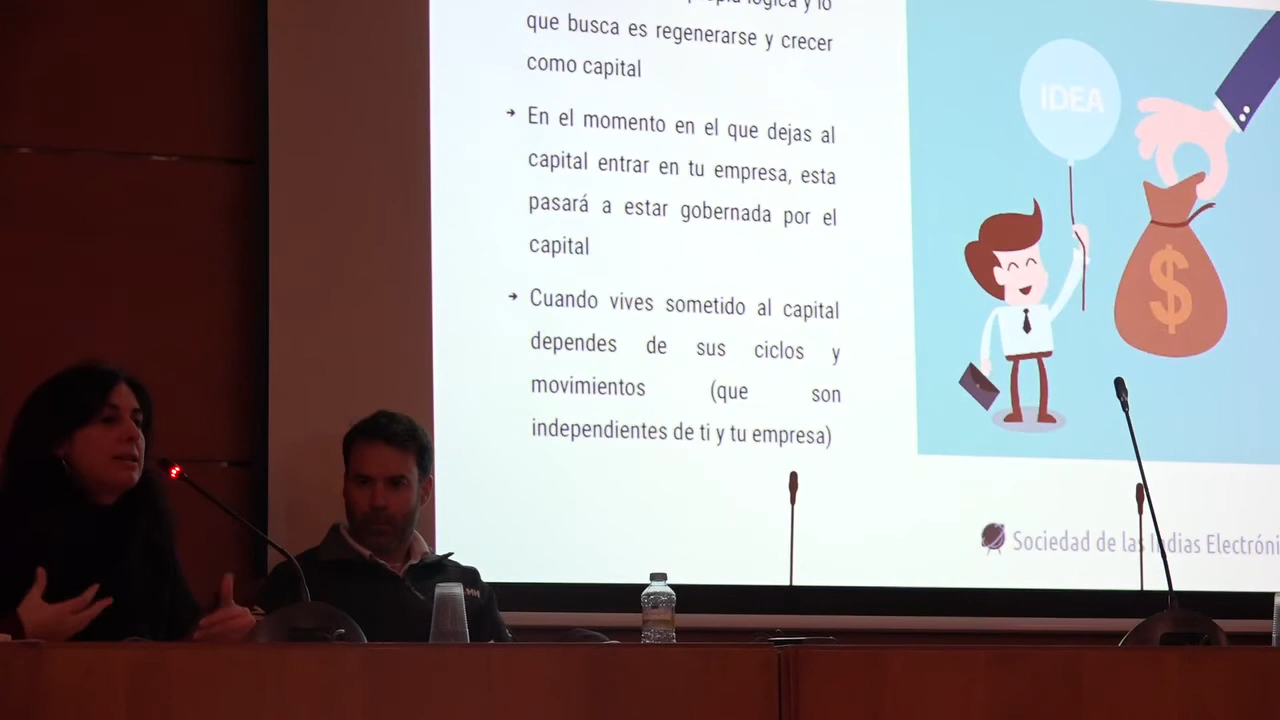 lógica y lo
que busca es regenerarse y crecer
como capital
→ En el momento en el que dejas al
capital entrar en tu empresa, esta
pasará a estar gobernada por el
capital
→ Cuando vives sometido al capital
dependes de sus ciclos y
movimientos (que son
independientes de ti y tu empresa)
IDEA
$
Sociedad de las Indias Electróni